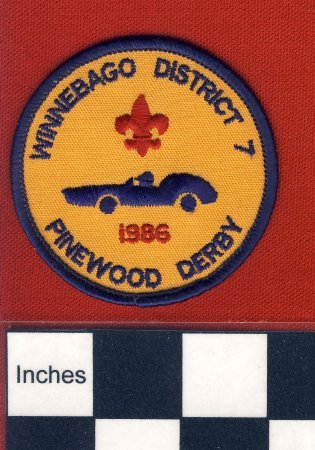 WINNEBAGO DISTRICT 7
1986
PINEWOOD DERBY
Inches